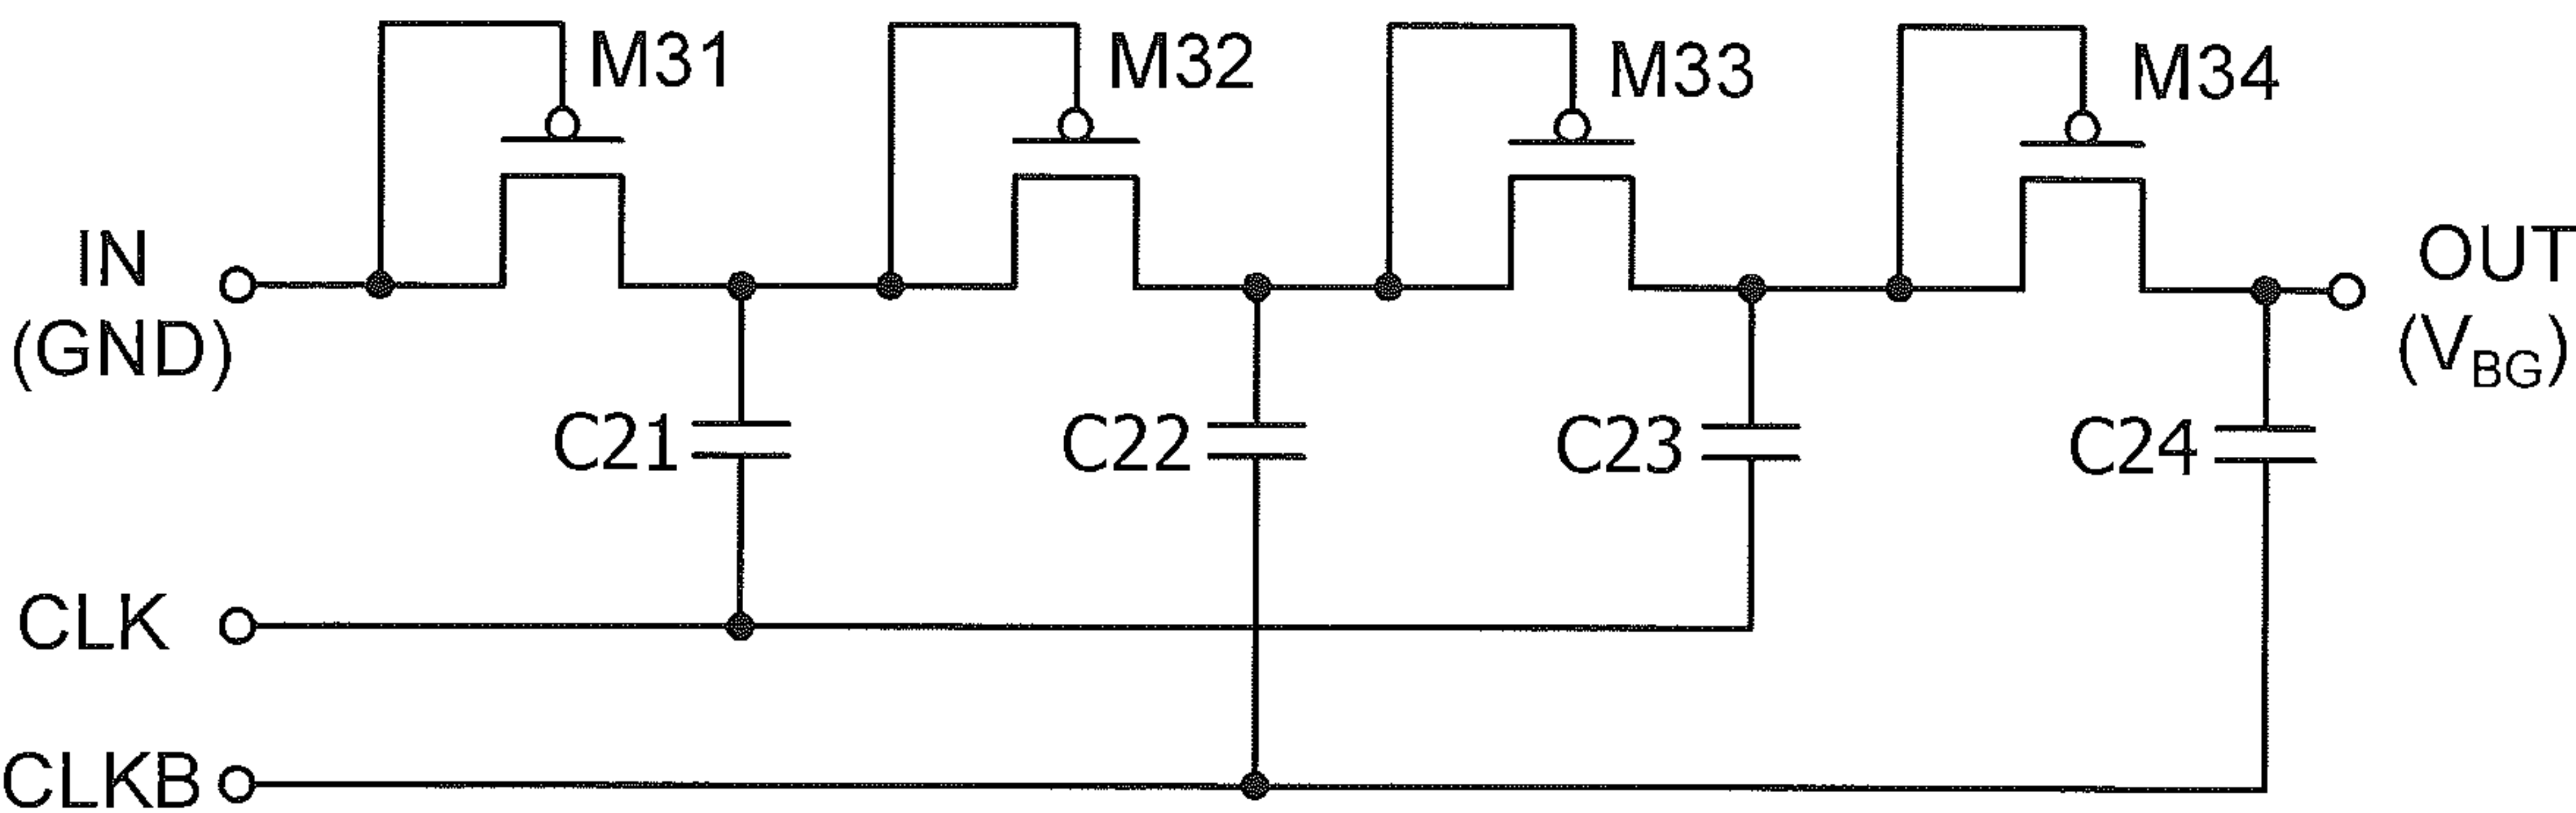 M31
M32
M33
M34
IN
(GND)
OUT
(VBG)
C21
C22
C23
C24
CLK
CLKB